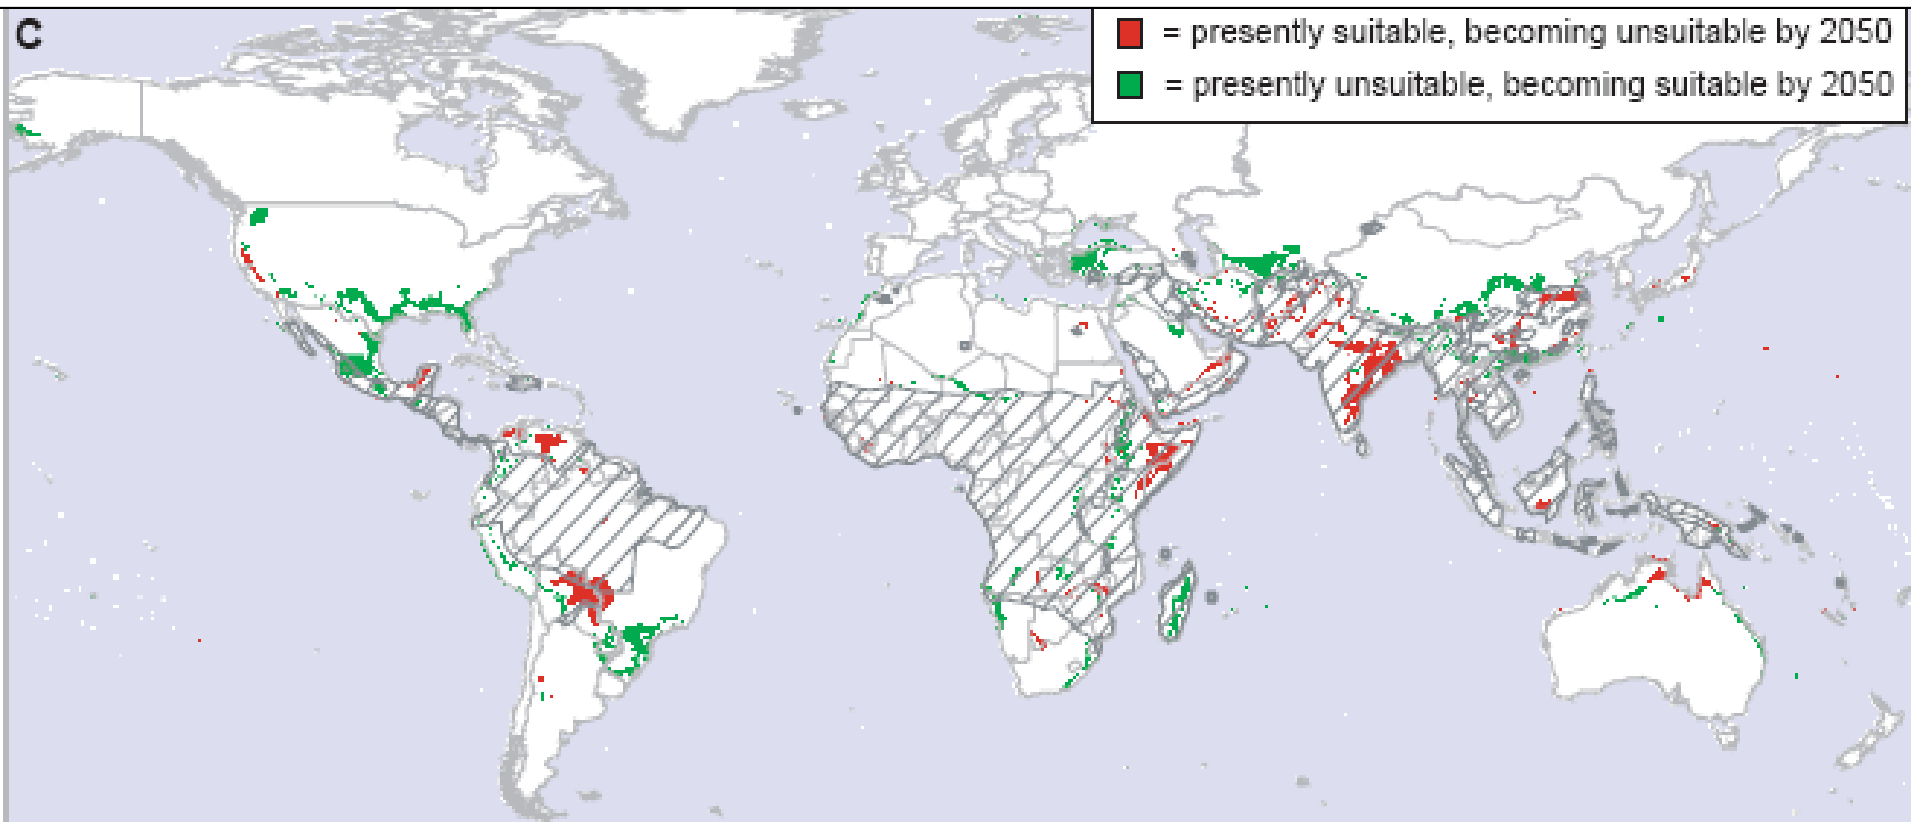 C
= presently suitable, becoming unsuitable by 2050
= presently unsuitable, becoming suitable by 2050